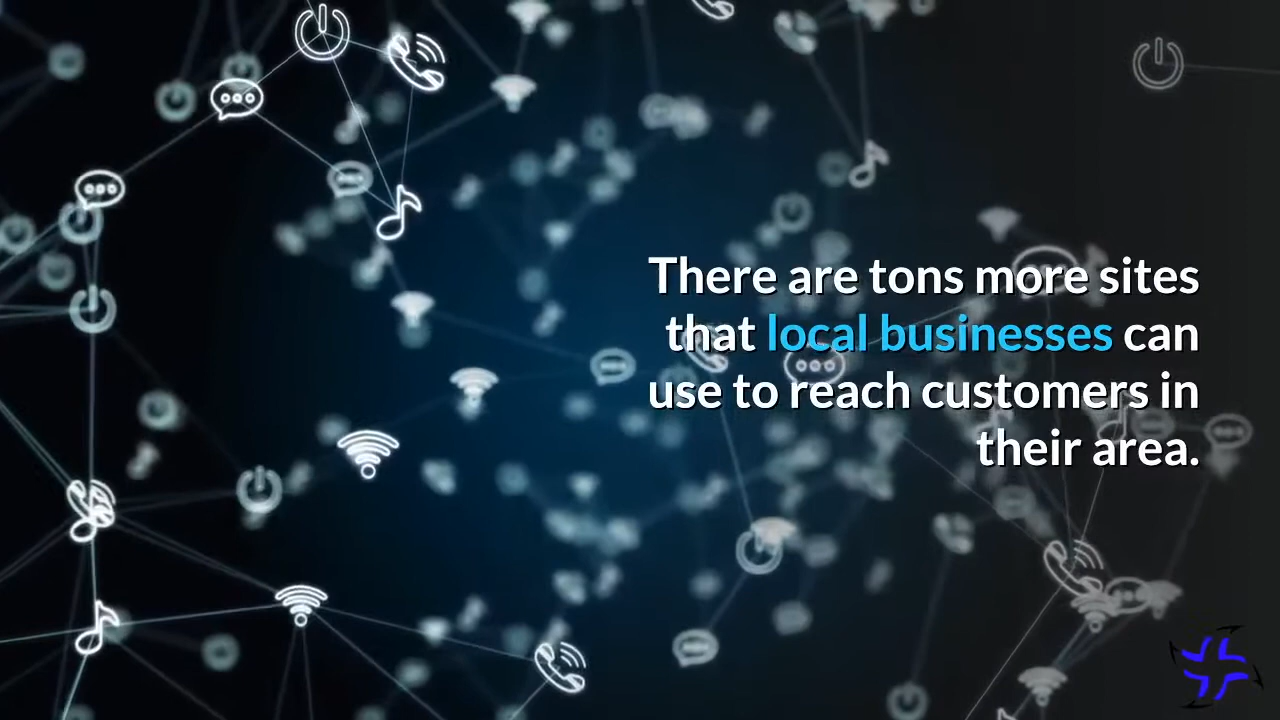 There are tons more sites
that local businesses can
use to reach customers in
their area.